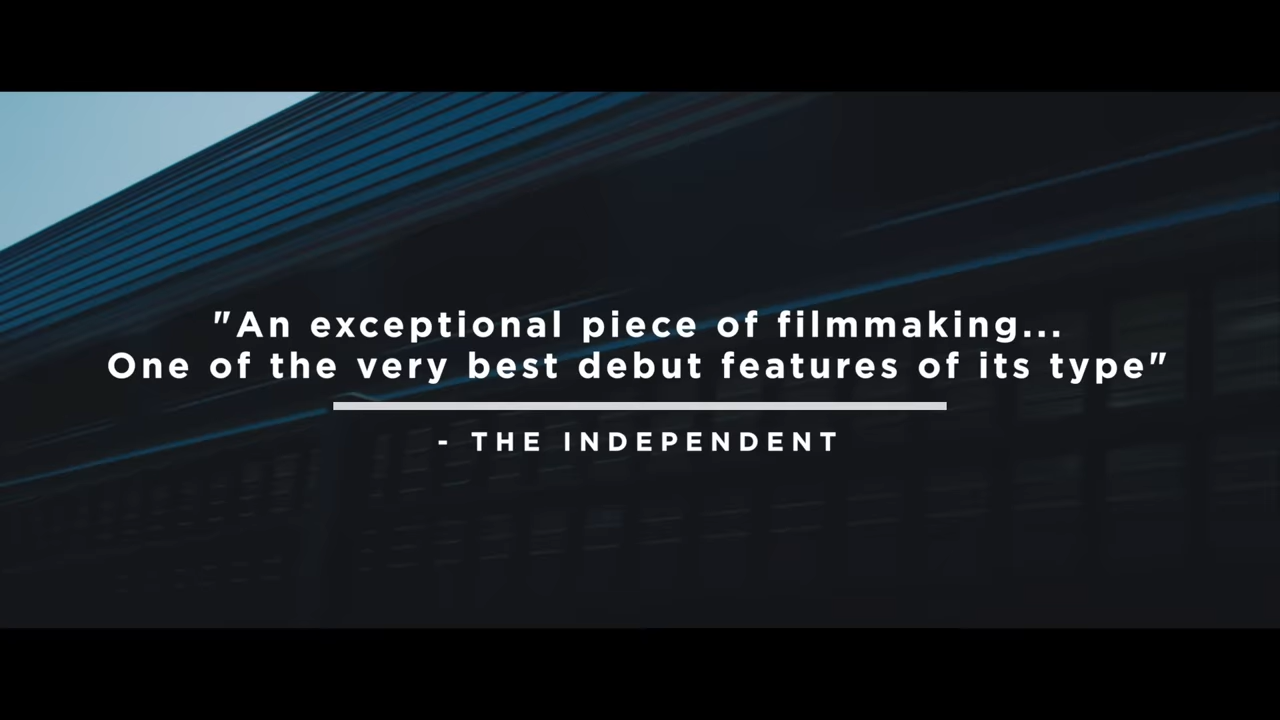 "An exceptional piece of filmmaking...
One of the very best debut features of its type"
- THE INDEPENDENT